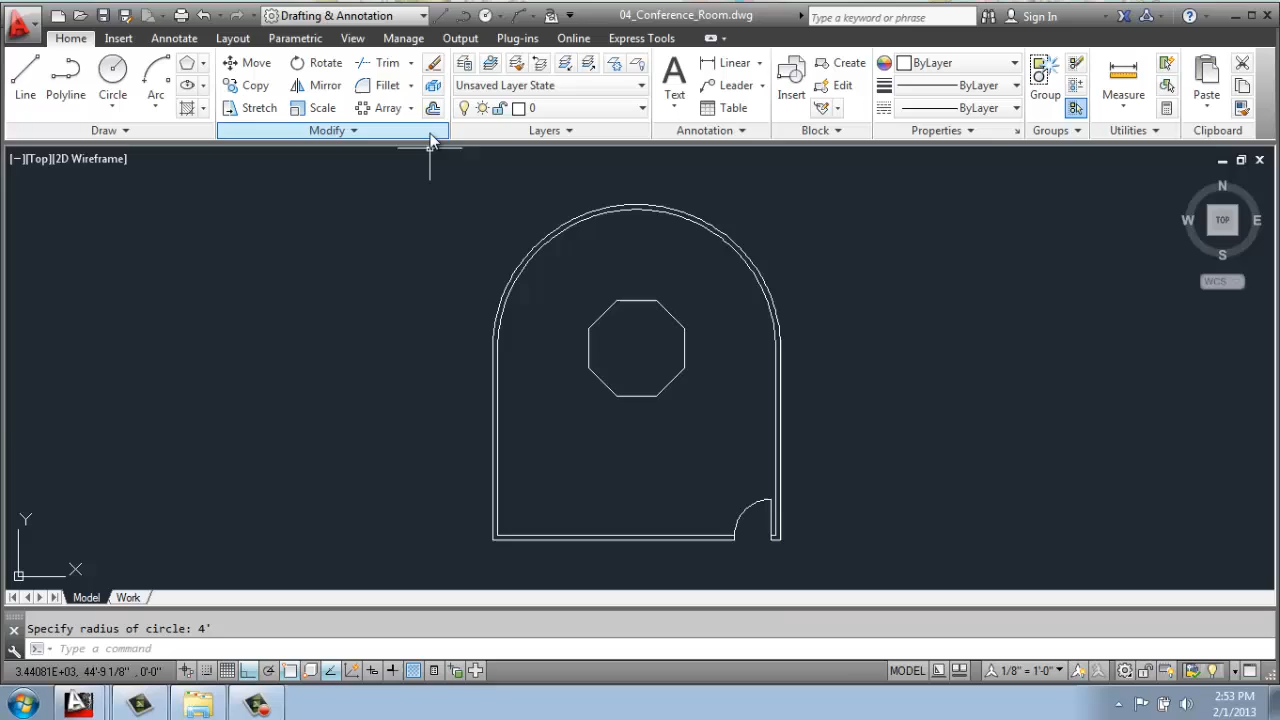 Drafting & Annotation
04_Conference_Room.dwg
Type a keyword or phrase
Sign In
Home Insert Annotate Layout Parametric View Manage Output Plug-ins Online Express Tools
Line Polyline Circle Arc
Move Rotate Trim
Copy Mirror Fillet
Stretch Scale Array
Unsaved Layer State
0
Text
Linear
Leader
Table
Insert
Create
Edit
ByLayer
ByLayer
ByLayer
Group
Measure
Paste
Draw Modify Layers Annotation Block Properties Groups Utilities Clipboard
[−][Top][2D Wireframe]
N
W TOP E
S
WCS
Y
X
Model Work
Specify radius of circle: 4'
Type a command
3.44081E+03, 44'-9 1/8", 0'-0"
MODEL
1/8" = 1'-0"
2:53 PM
2/1/2013